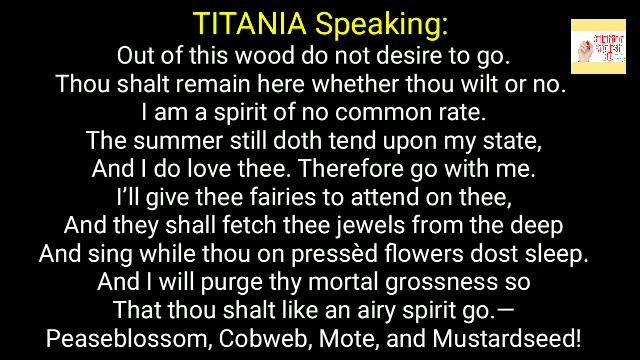 TITANIA Speaking:
Out of this wood do not desire to go.
Thou shalt remain here whether thou wilt or no.
I am a spirit of no common rate.
The summer still doth tend upon my state,
And I do love thee. Therefore go with me.
I’ll give thee fairies to attend on thee,
And they shall fetch thee jewels from the deep
And sing while thou on pressèd flowers dost sleep.
And I will purge thy mortal grossness so
That thou shalt like an airy spirit go.—
Peaseblossom, Cobweb, Mote, and Mustardseed!